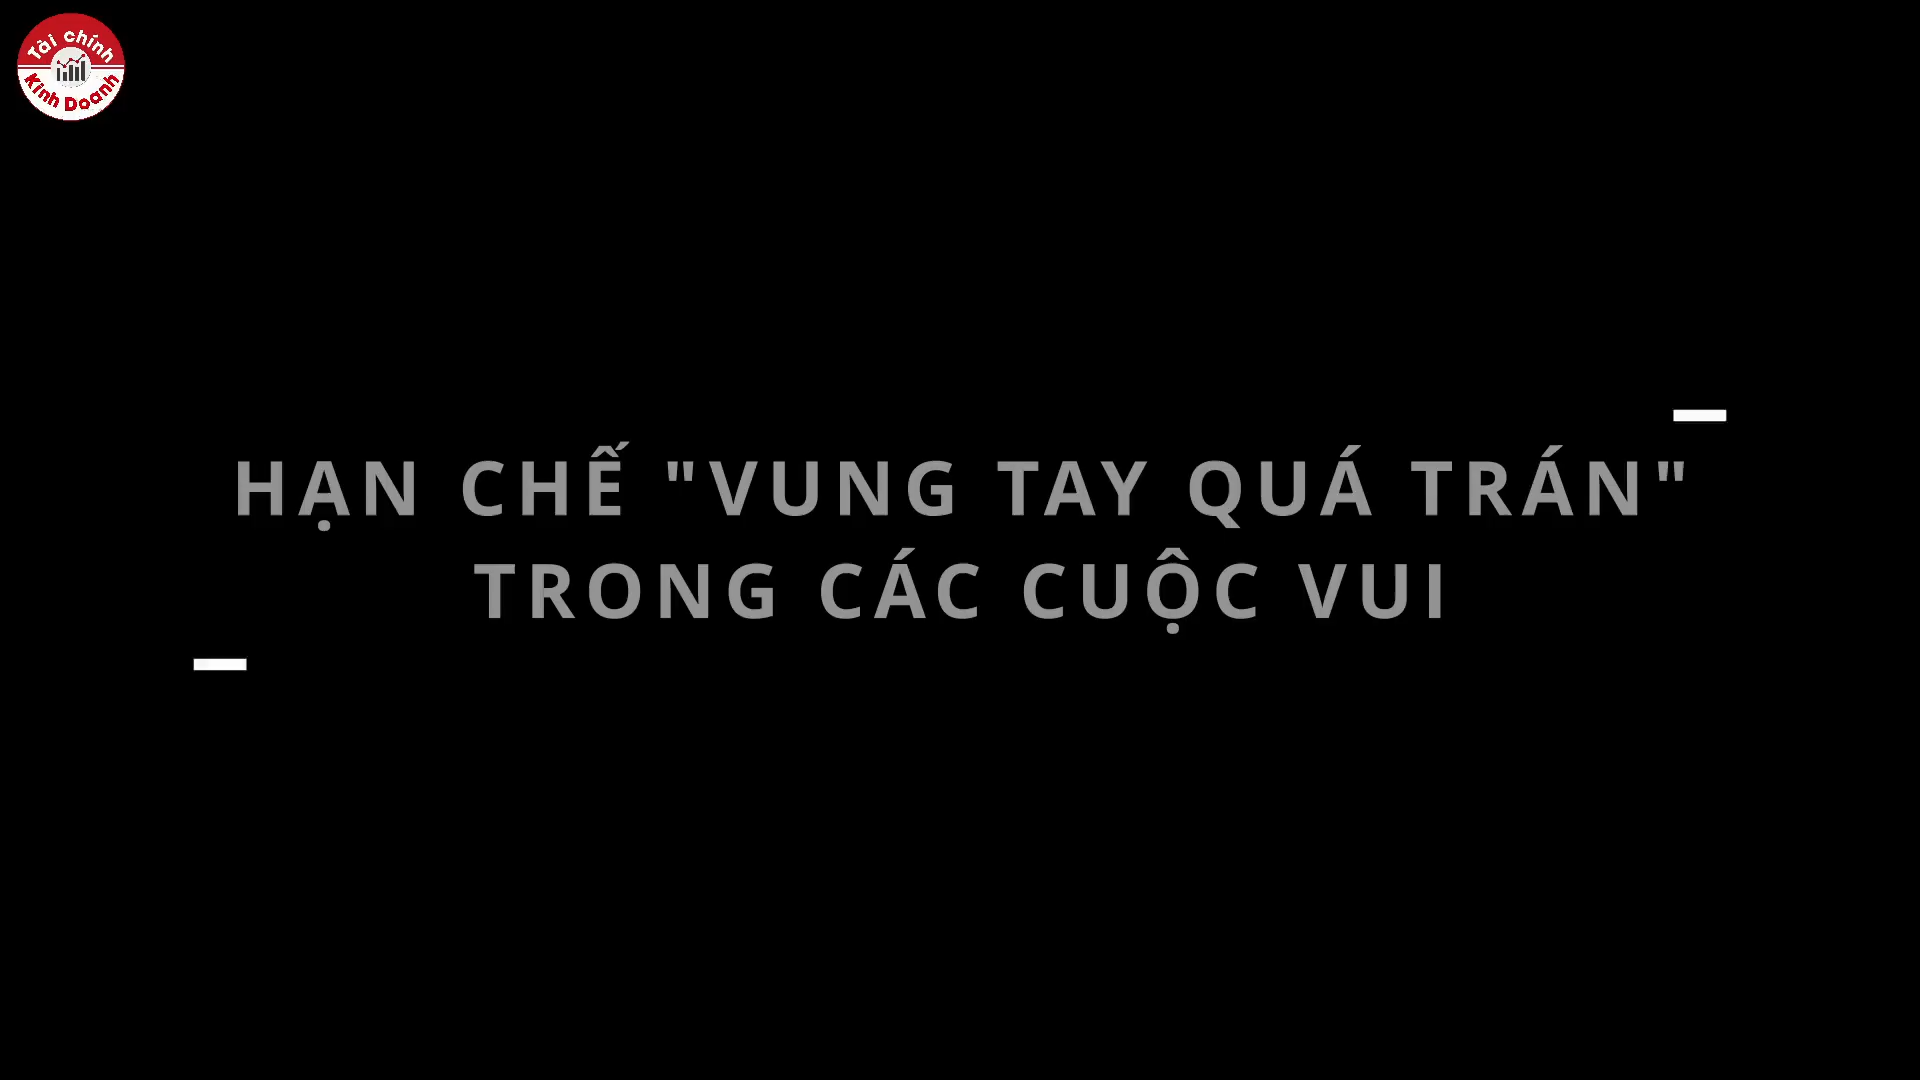 Tài chính
Kinh Doanh
HẠN CHẾ "VUNG TAY QUÁ TRÁN"
TRONG CÁC CUỘC VUI